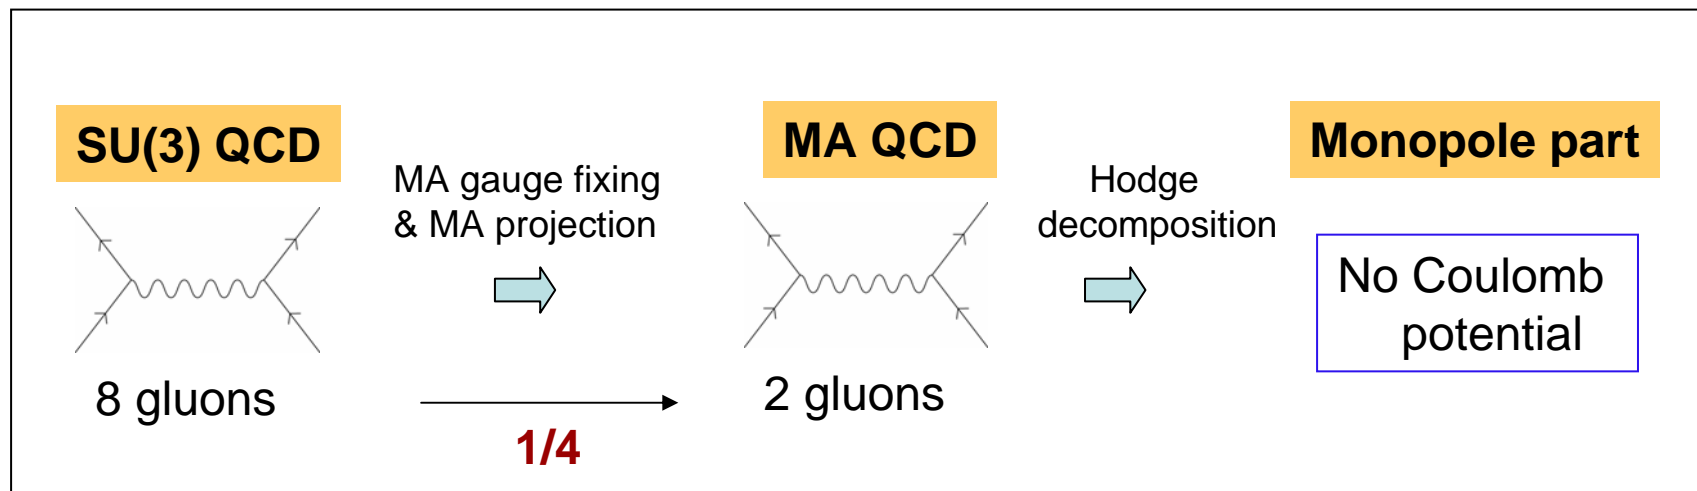 SU(3) QCD
MA gauge fixing
& MA projection
MA QCD
Hodge
decomposition
Monopole part
8 gluons
1/4
2 gluons
No Coulomb
potential